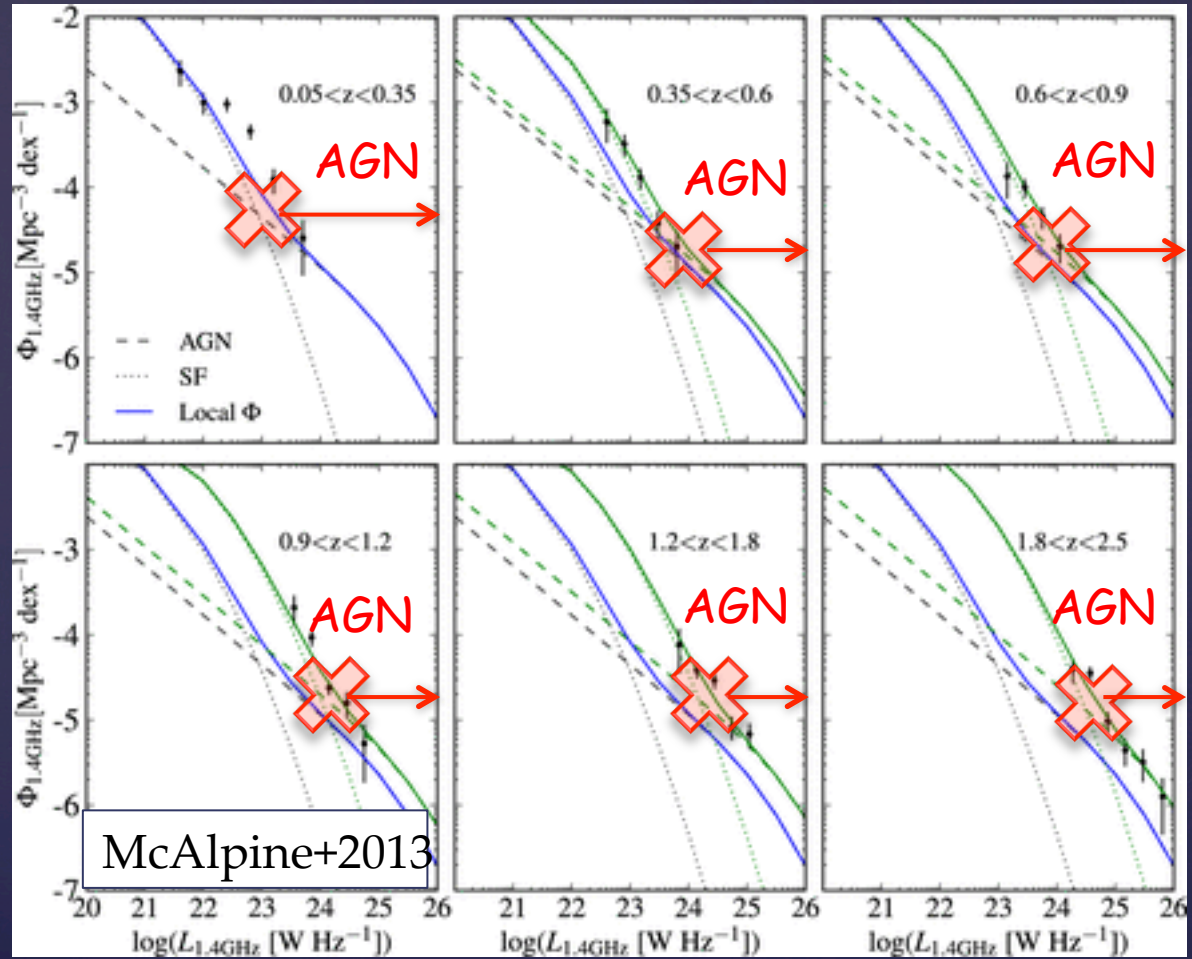 -2
-3
-4
-5
-6
-7
Φ1.4GHz[Mpc⁻³ dex⁻¹]
0.05<z<0.35
AGN
AGN
SF
Local Φ
0.35<z<0.6
AGN
0.6<z<0.9
AGN
-3
-4
-5
-6
-7
Φ1.4GHz[Mpc⁻³ dex⁻¹]
0.9<z<1.2
AGN
McAlpine+2013
1.2<z<1.8
AGN
1.8<z<2.5
AGN
20 21 22 23 24 25 26
21 22 23 24 25 26
21 22 23 24 25 26
log(L1.4GHz [W Hz⁻¹])
log(L1.4GHz [W Hz⁻¹])
log(L1.4GHz [W Hz⁻¹])